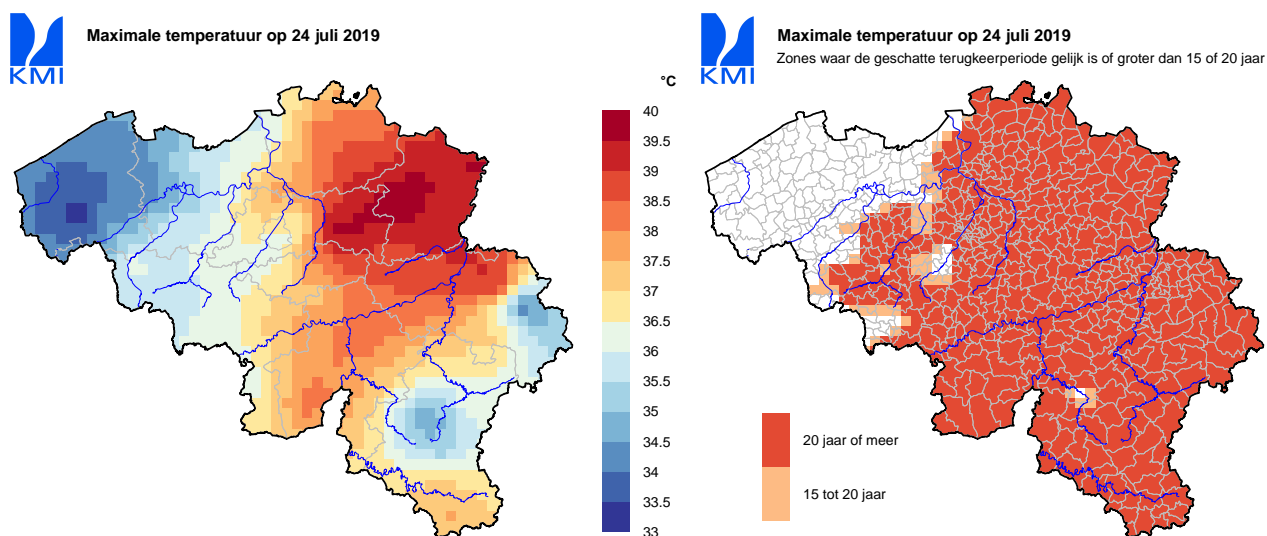 KMI
Maximale temperatuur op 24 juli 2019
°C
40
39.5
39
38.5
38
37.5
37
36.5
36
35.5
35
34.5
34
33.5
33
KMI
Maximale temperatuur op 24 juli 2019
Zones waar de geschatte terugkeerperiode gelijk is of groter dan 15 of 20 jaar
20 jaar of meer
15 tot 20 jaar